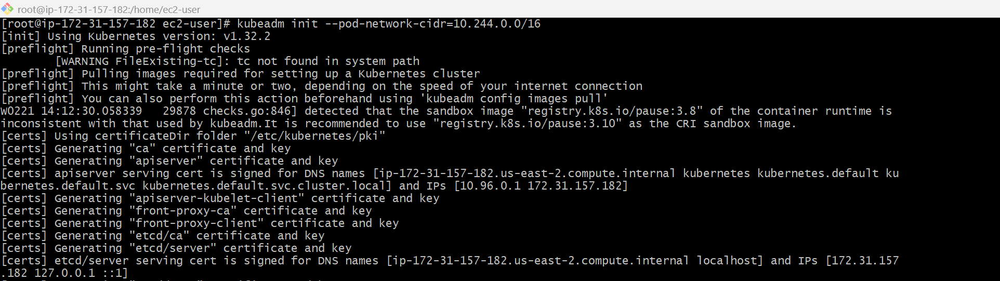 root@ip-172-31-157-182:/home/ec2-user
[root@ip-172-31-157-182 ec2-user]# kubeadm init --pod-network-cidr=10.244.0.0/16
[init] Using Kubernetes version: v1.32.2
[preflight] Running pre-flight checks
        [WARNING FileExisting-tc]: tc not found in system path
[preflight] Pulling images required for setting up a Kubernetes cluster
[preflight] This might take a minute or two, depending on the speed of your internet connection
[preflight] You can also perform this action beforehand using 'kubeadm config images pull'
W0221 14:12:30.058339   29878 checks.go:846] detected that the sandbox image "registry.k8s.io/pause:3.8" of the container runtime is
inconsistent with that used by kubeadm.It is recommended to use "registry.k8s.io/pause:3.10" as the CRI sandbox image.
[certs] Using certificateDir folder "/etc/kubernetes/pki"
[certs] Generating "ca" certificate and key
[certs] Generating "apiserver" certificate and key
[certs] apiserver serving cert is signed for DNS names [ip-172-31-157-182.us-east-2.compute.internal kubernetes kubernetes.default ku
bernetes.default.svc kubernetes.default.svc.cluster.local] and IPs [10.96.0.1 172.31.157.182]
[certs] Generating "apiserver-kubelet-client" certificate and key
[certs] Generating "front-proxy-ca" certificate and key
[certs] Generating "front-proxy-client" certificate and key
[certs] Generating "etcd/ca" certificate and key
[certs] Generating "etcd/server" certificate and key
[certs] etcd/server serving cert is signed for DNS names [ip-172-31-157-182.us-east-2.compute.internal localhost] and IPs [172.31.157
.182 127.0.0.1 ::1]